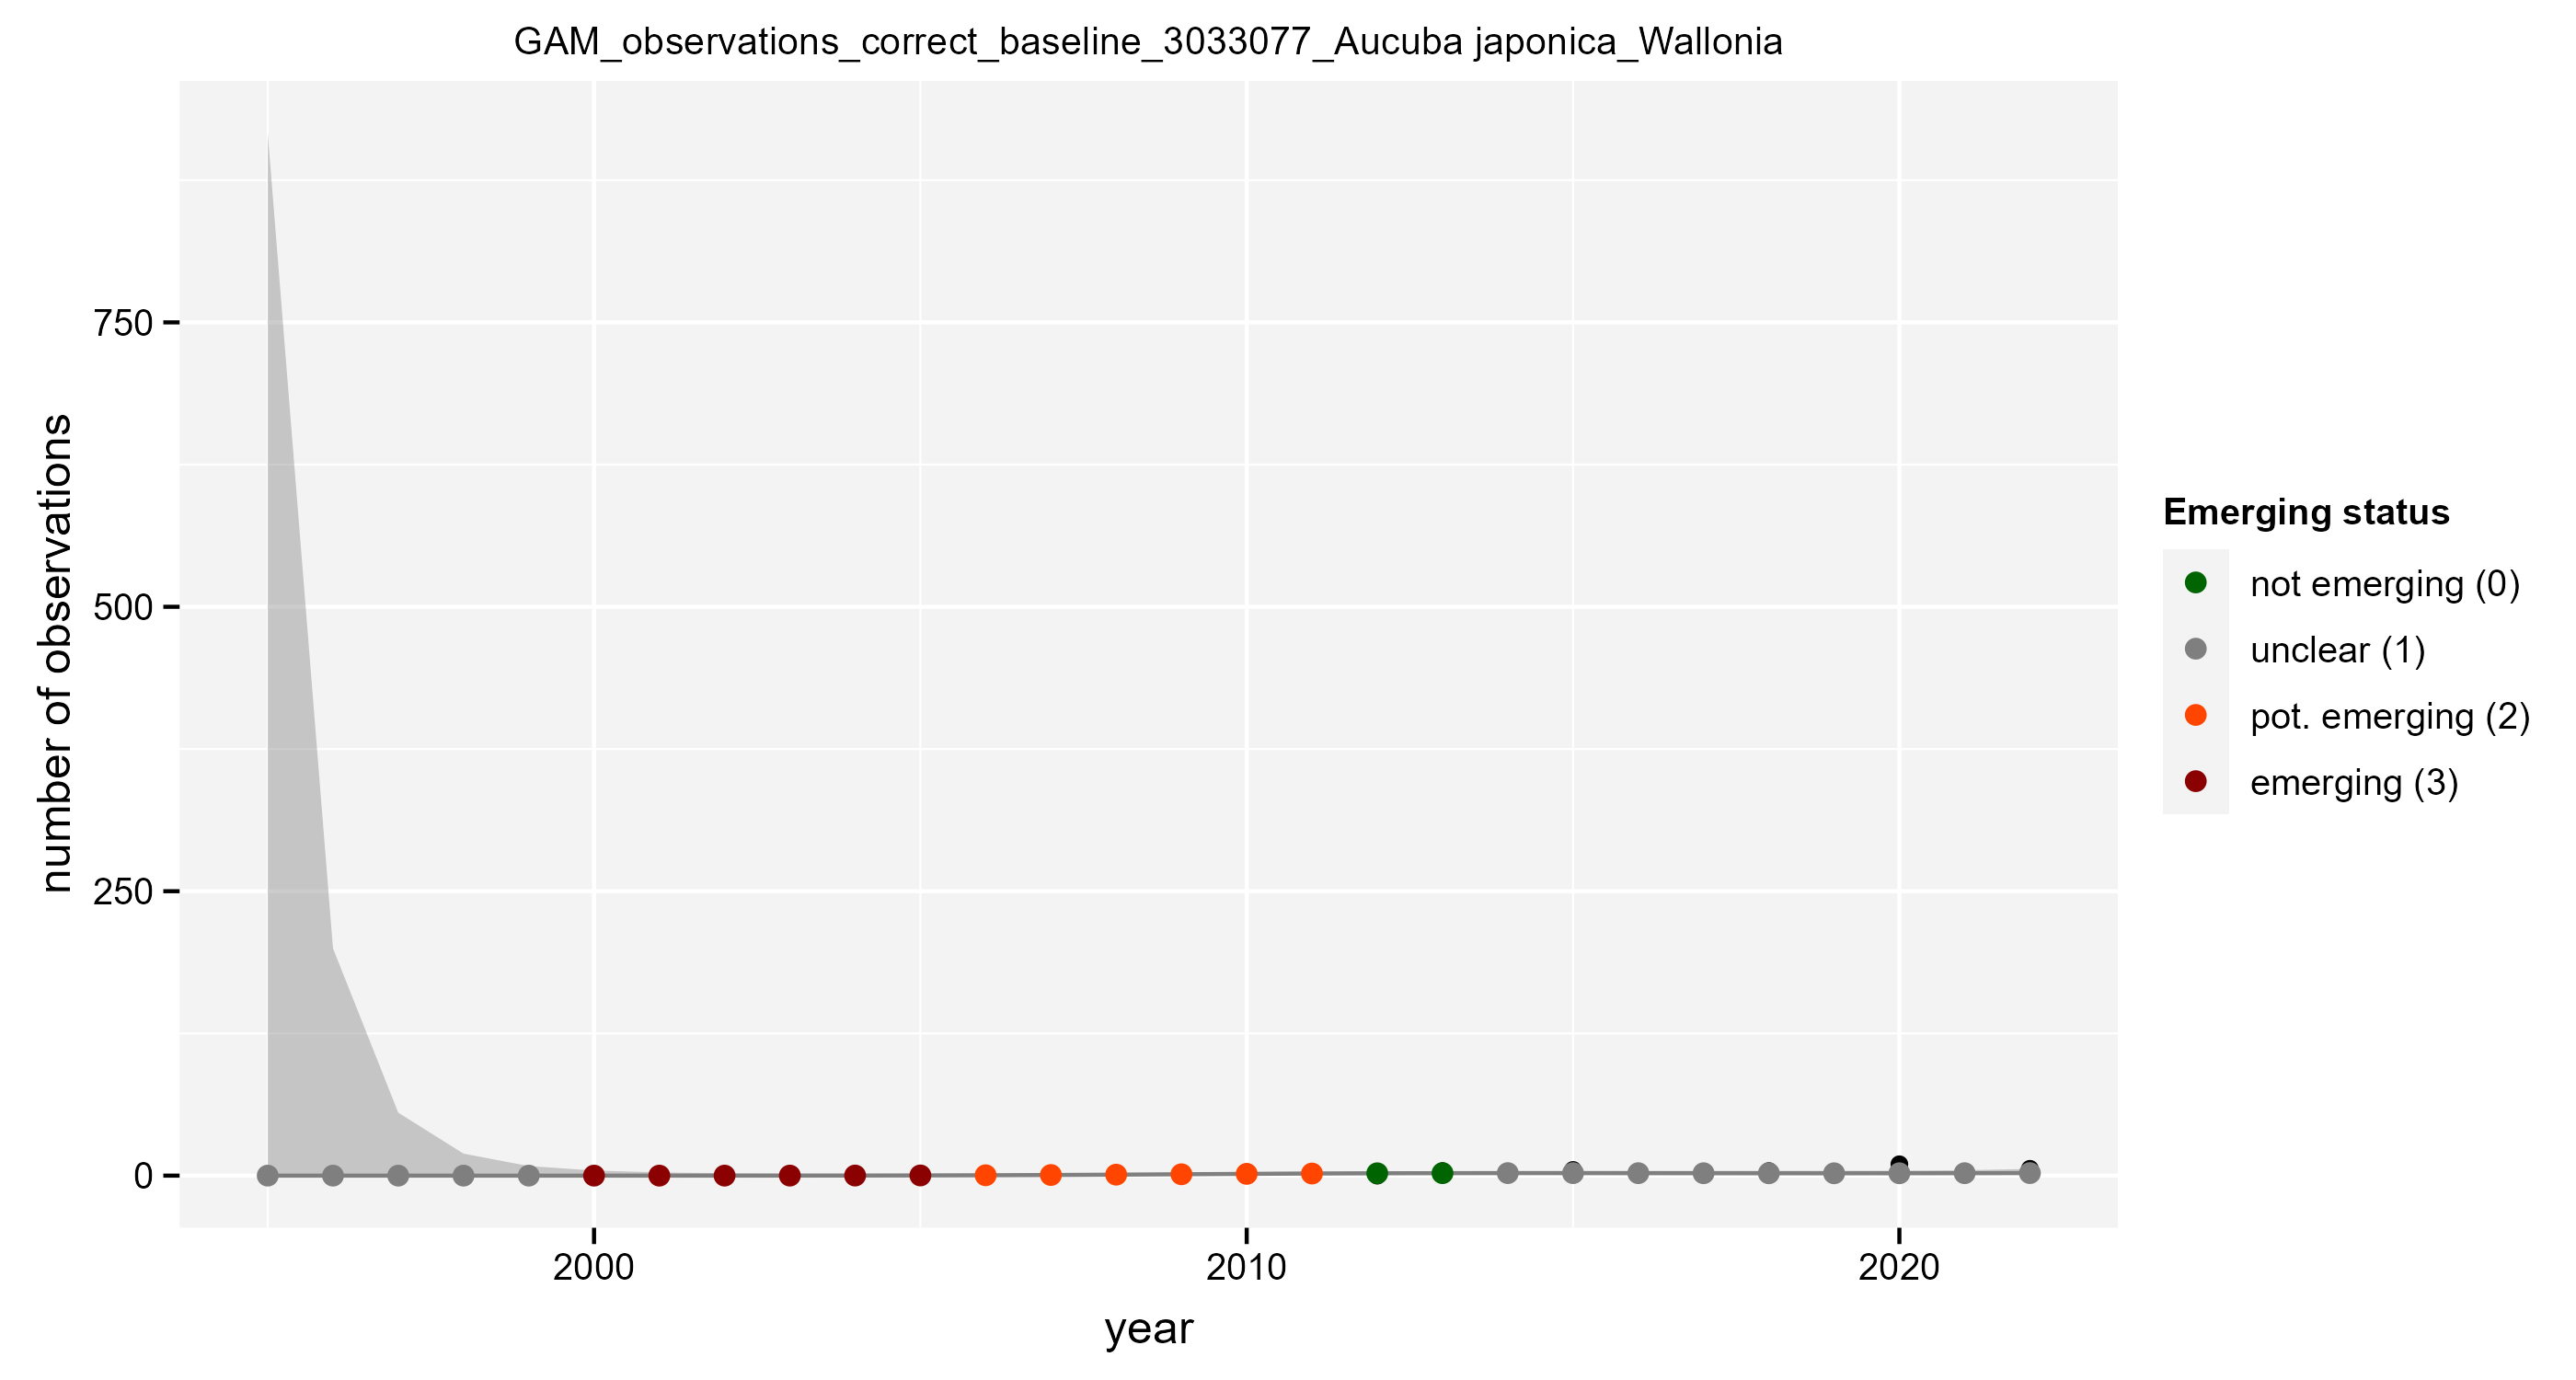 GAM_observations_correct_baseline_3033077_Aucuba japonica_Wallonia
number of observations
750
500
250
0
2000
2010
2020
year
Emerging status
not emerging (0)
unclear (1)
pot. emerging (2)
emerging (3)